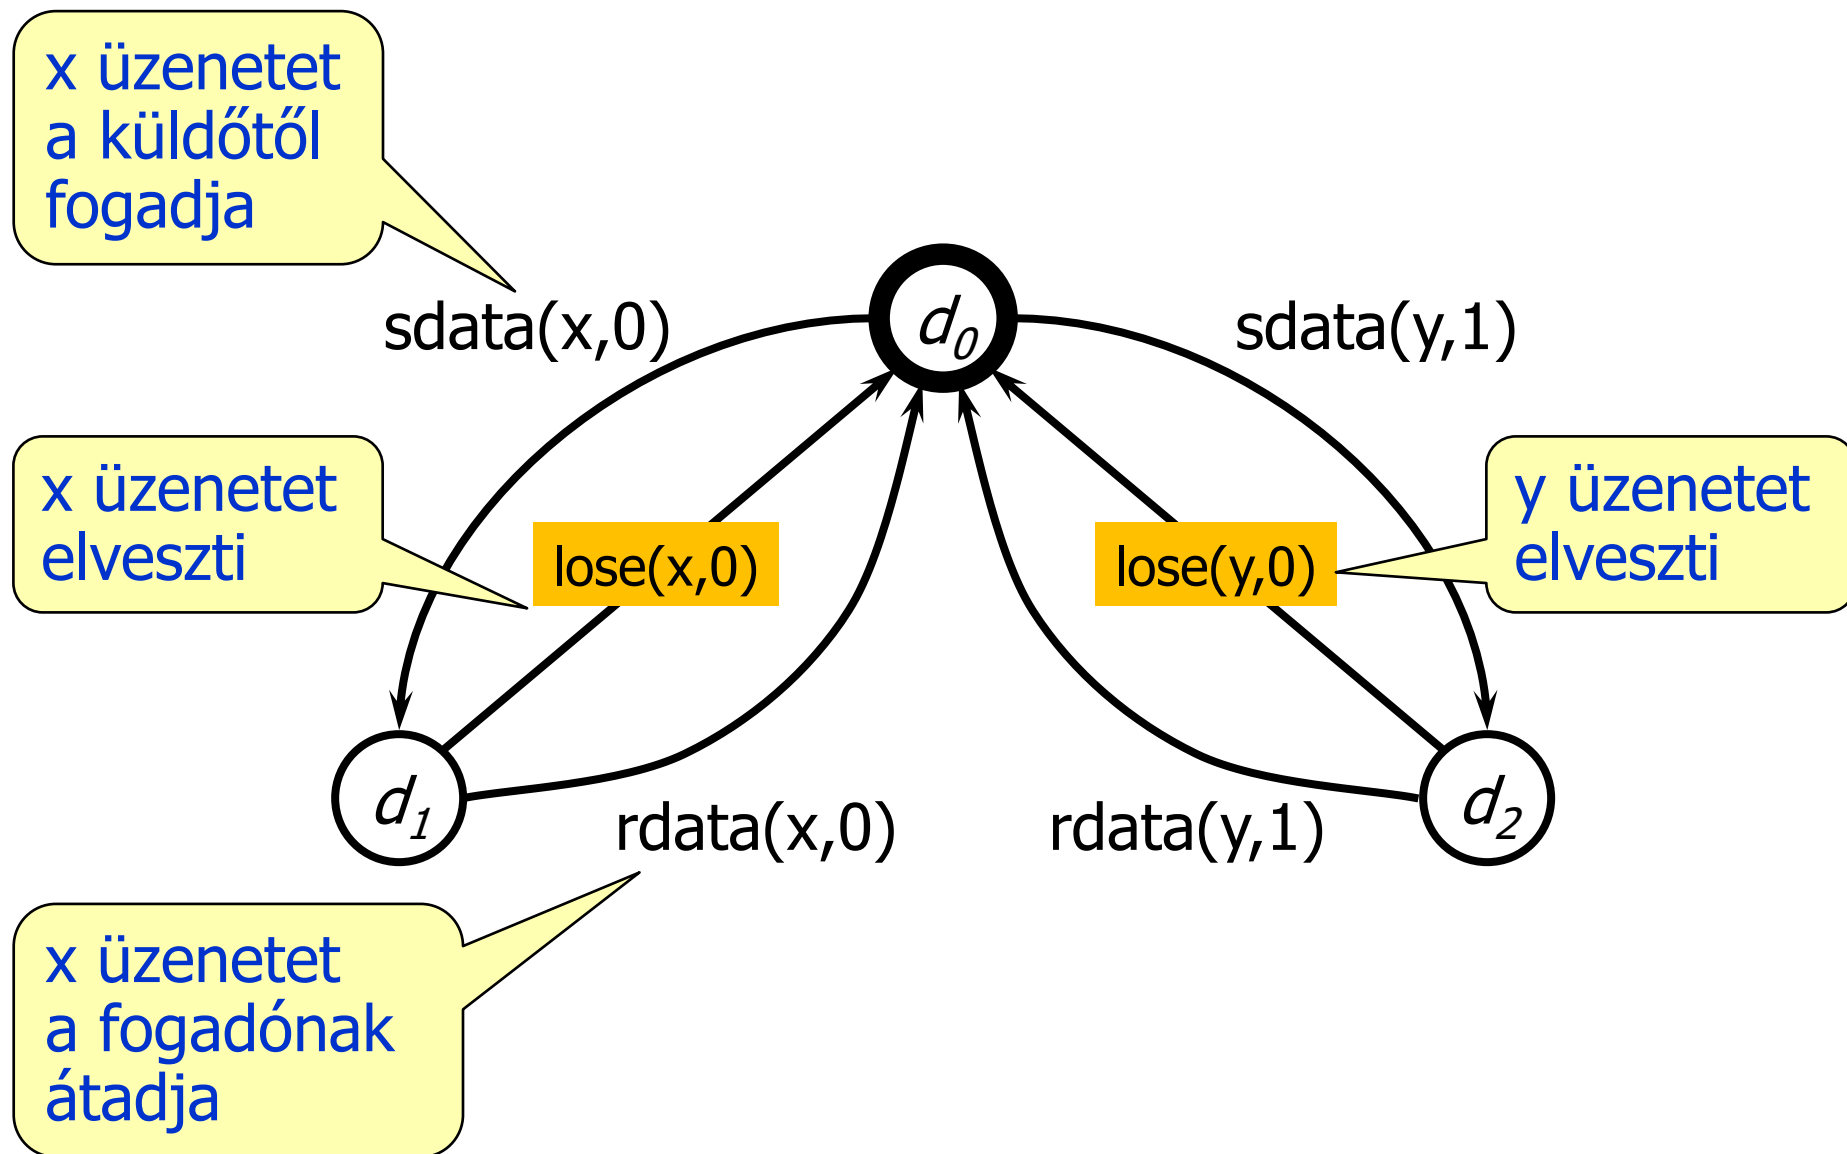 x üzenetet
a küldőtől
fogadja
sdata(x,0)
d0
sdata(y,1)
x üzenetet
elveszti
lose(x,0)
lose(y,0)
y üzenetet
elveszti
d1
rdata(x,0)
rdata(y,1)
d2
x üzenetet
a fogadónak
átadja